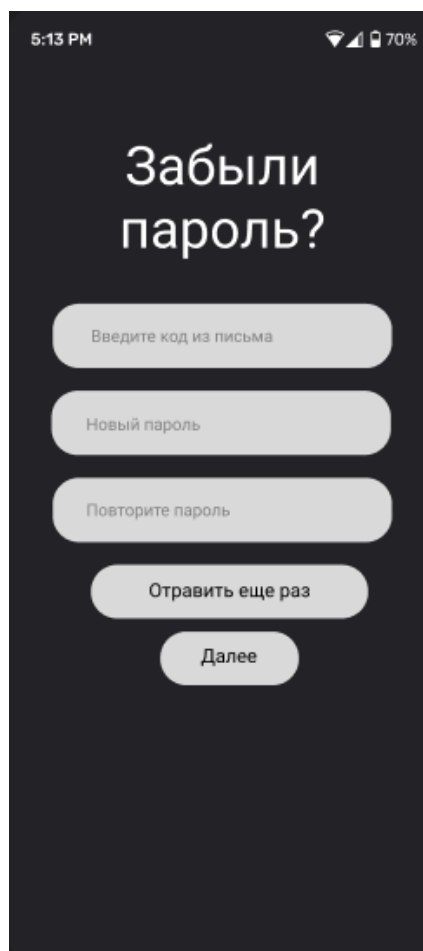 5:13 PM 70%
Забыли
пароль?
Введите код из письма
Новый пароль
Повторите пароль
Отравить еще раз
Далее